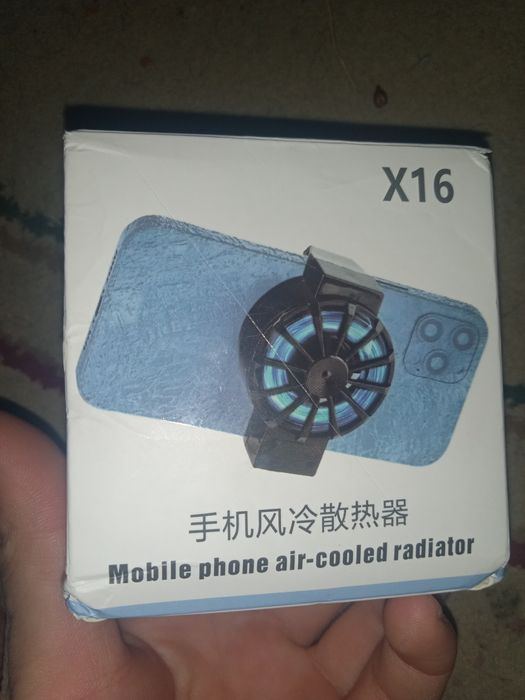 X16
手机风冷散热器
Mobile phone air-cooled radiator